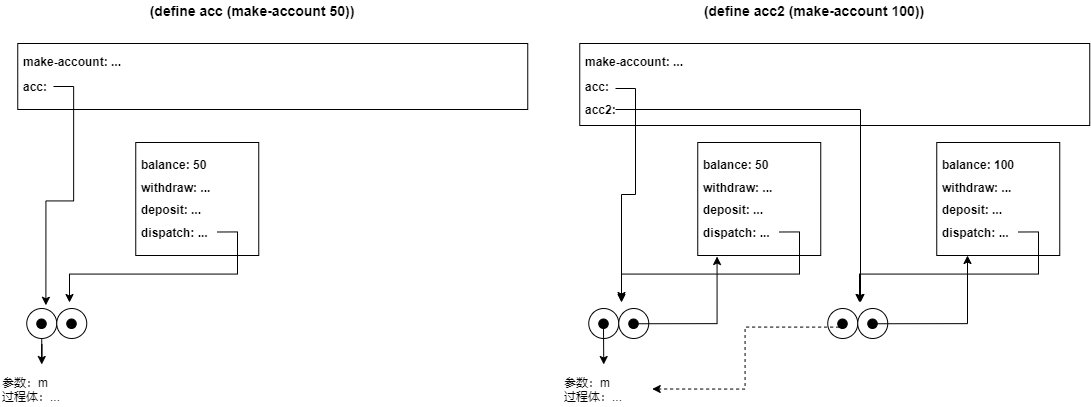 (define acc (make-account 50))
make-account: ...
acc:
balance: 50
withdraw: ...
deposit: ...
dispatch: ...
参数：m
过程体：...
(define acc2 (make-account 100))
make-account: ...
acc:
acc2:
balance: 50
withdraw: ...
deposit: ...
dispatch: ...
balance: 100
withdraw: ...
deposit: ...
dispatch: ...
参数：m
过程体：...